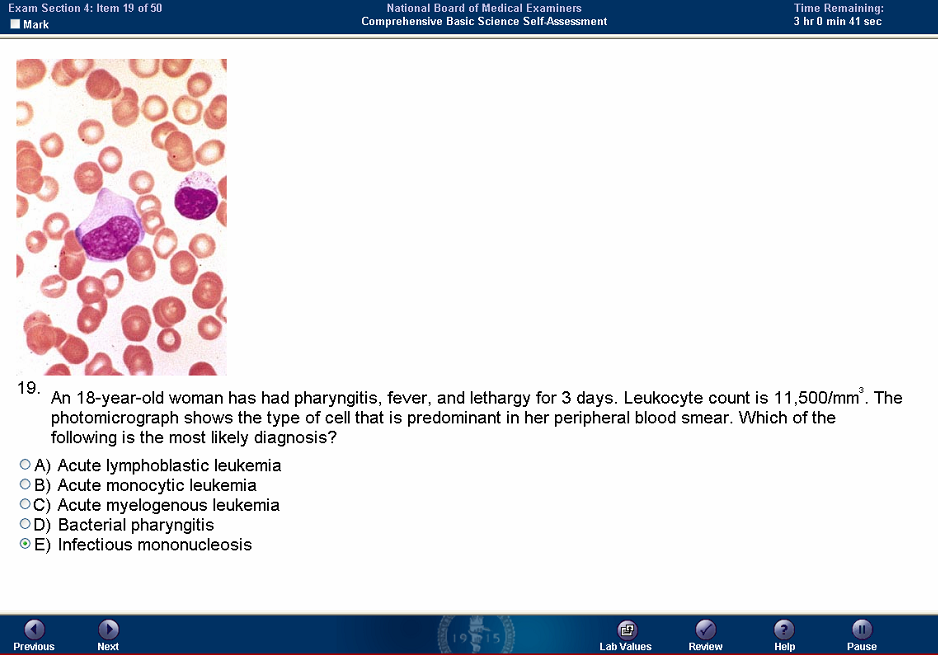 Exam Section 4: Item 19 of 50
National Board of Medical Examiners
Time Remaining:
Mark
Comprehensive Basic Science Self-Assessment
3 hr 0 min 41 sec
19. An 18-year-old woman has had pharyngitis, fever, and lethargy for 3 days. Leukocyte count is 11,500/mm³. The
photomicrograph shows the type of cell that is predominant in her peripheral blood smear. Which of the
following is the most likely diagnosis?
A) Acute lymphoblastic leukemia
B) Acute monocytic leukemia
C) Acute myelogenous leukemia
D) Bacterial pharyngitis
E) Infectious mononucleosis
19 15
Previous
Next
Lab Values
Review
Help
Pause